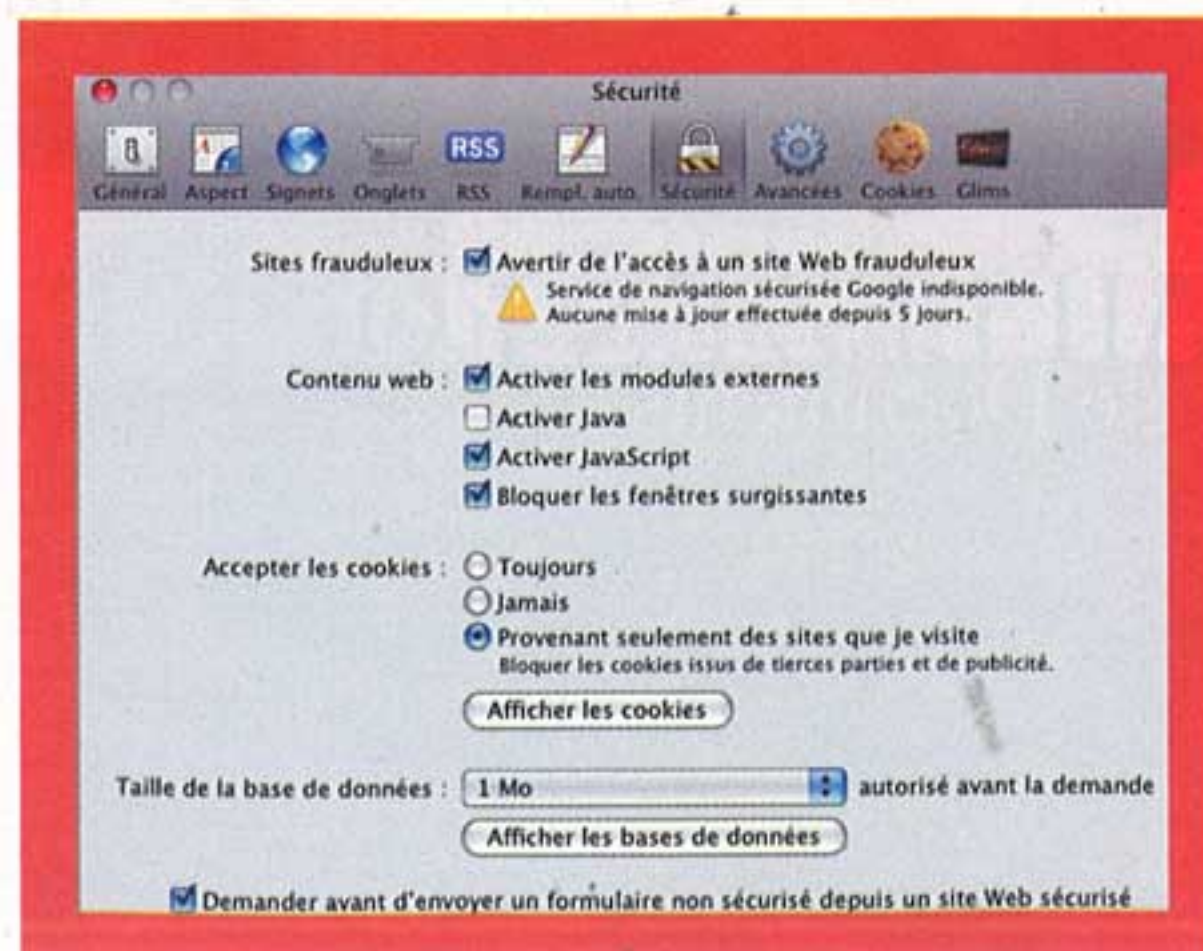 Sécurité
Général Aspect Signets Onglets RSS RSS Rempl. auto. Sécurité Avancées Cookies Glims
Sites frauduleux : Avertir de l'accès à un site Web frauduleux
Service de navigation sécurisée Google indisponible.
Aucune mise à jour effectuée depuis 5 jours.
Contenu web : Activer les modules externes
Activer Java
Activer JavaScript
Bloquer les fenêtres surgissantes
Accepter les cookies : Toujours
Jamais
Provenant seulement des sites que je visite
Bloquer les cookies issus de tierces parties et de publicité.
Afficher les cookies
Taille de la base de données : 1 Mo autorisé avant la demande
Afficher les bases de données
Demander avant d'envoyer un formulaire non sécurisé depuis un site Web sécurisé